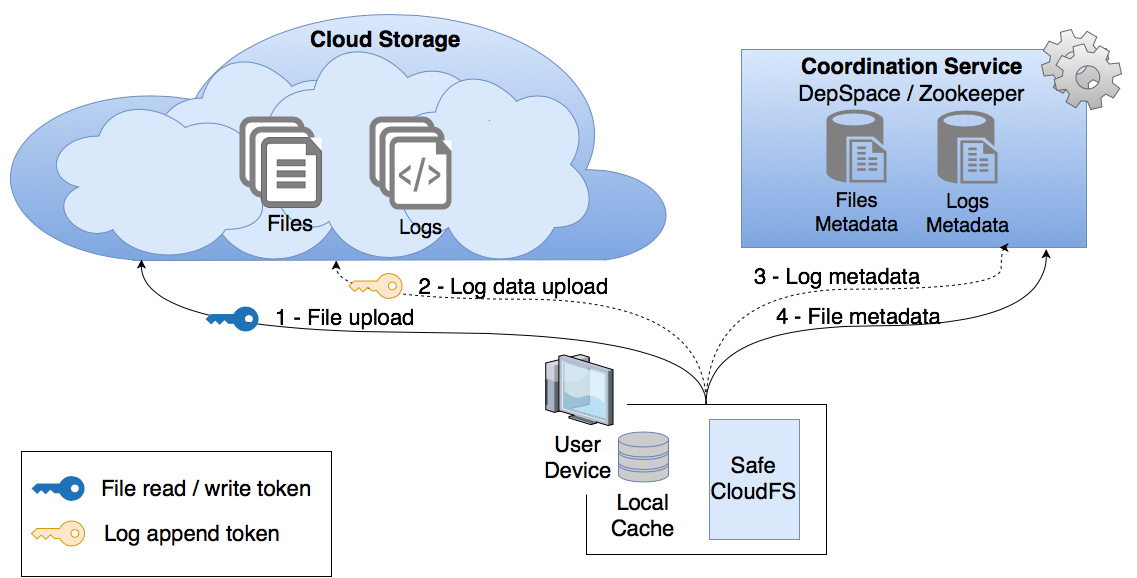 Cloud Storage
Files
Logs
Coordination Service
DepSpace / Zookeeper
Files
Metadata
Logs
Metadata
2 - Log data upload
1 - File upload
3 - Log metadata
4 - File metadata
User
Device
Local
Cache
Safe
CloudFS
File read / write token
Log append token